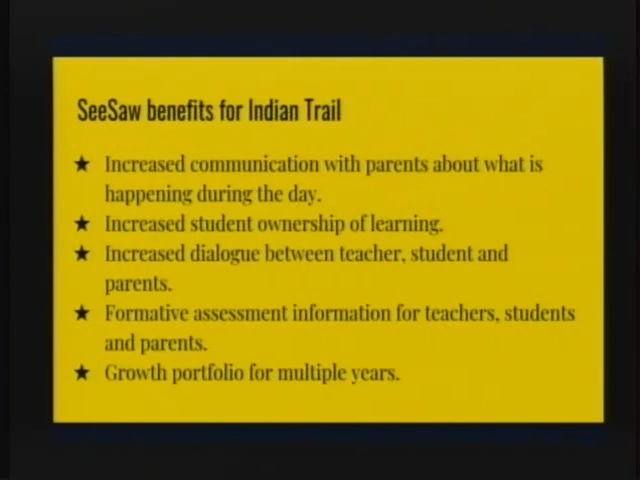 SeeSaw benefits for Indian Trail
★ Increased communication with parents about what is
happening during the day.
★ Increased student ownership of learning.
★ Increased dialogue between teacher, student and
parents.
★ Formative assessment information for teachers, students
and parents.
★ Growth portfolio for multiple years.